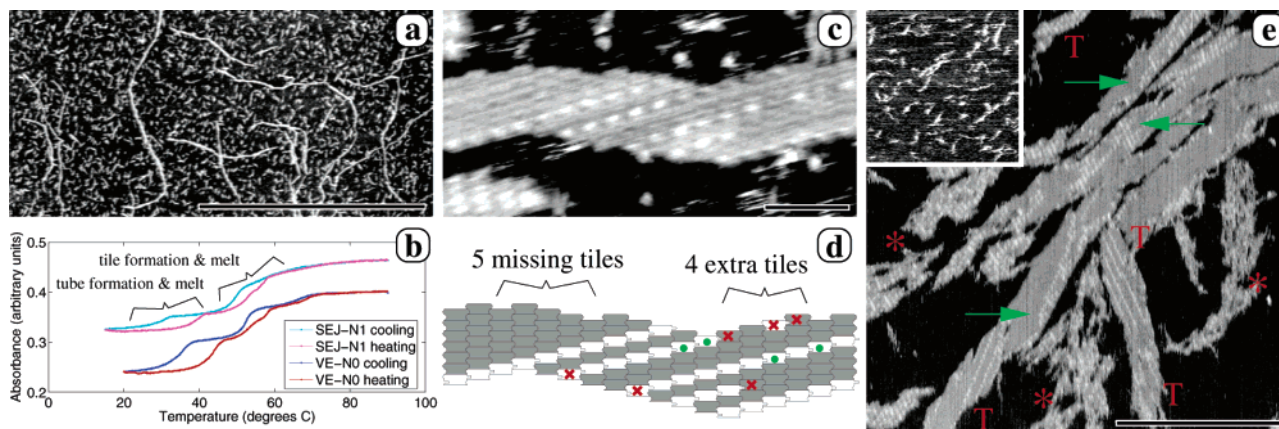 a
c
e
T
b
0.5
tile formation & melt
tube formation & melt
0.4
0.3
0.2
Absorbance (arbitrary units)
SEJ-N1 cooling
SEJ-N1 heating
VE-N0 cooling
VE-N0 heating
20
40
60
80
100
Temperature (degrees C)
d
5 missing tiles
4 extra tiles
*
T
*
T
*
T